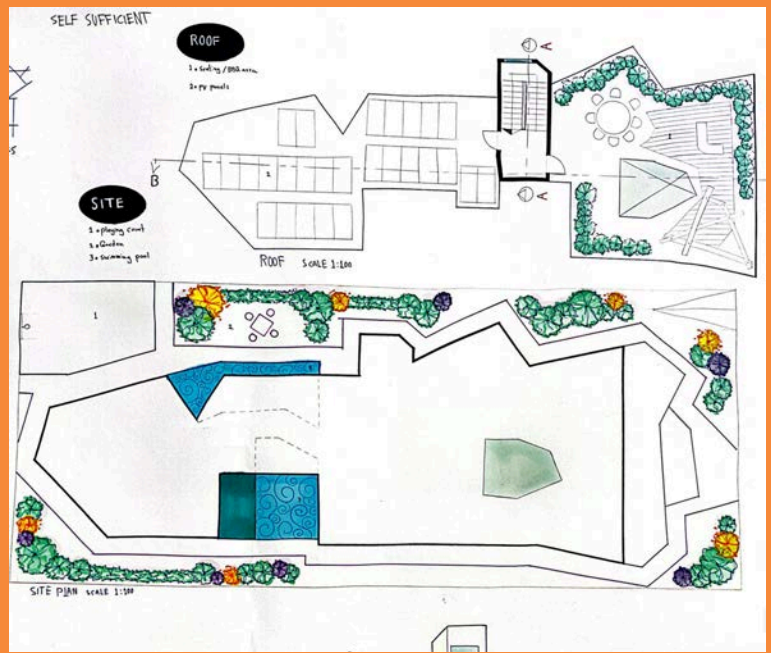 SELF SUFFICIENT
ROOF
1. Seating / BBQ area
2. PV panels
A
1
2
B
A
SITE
1. playing court
2. Garden
3. Swimming pool
ROOF SCALE 1:100
1
2
3
3
SITE PLAN SCALE 1:100